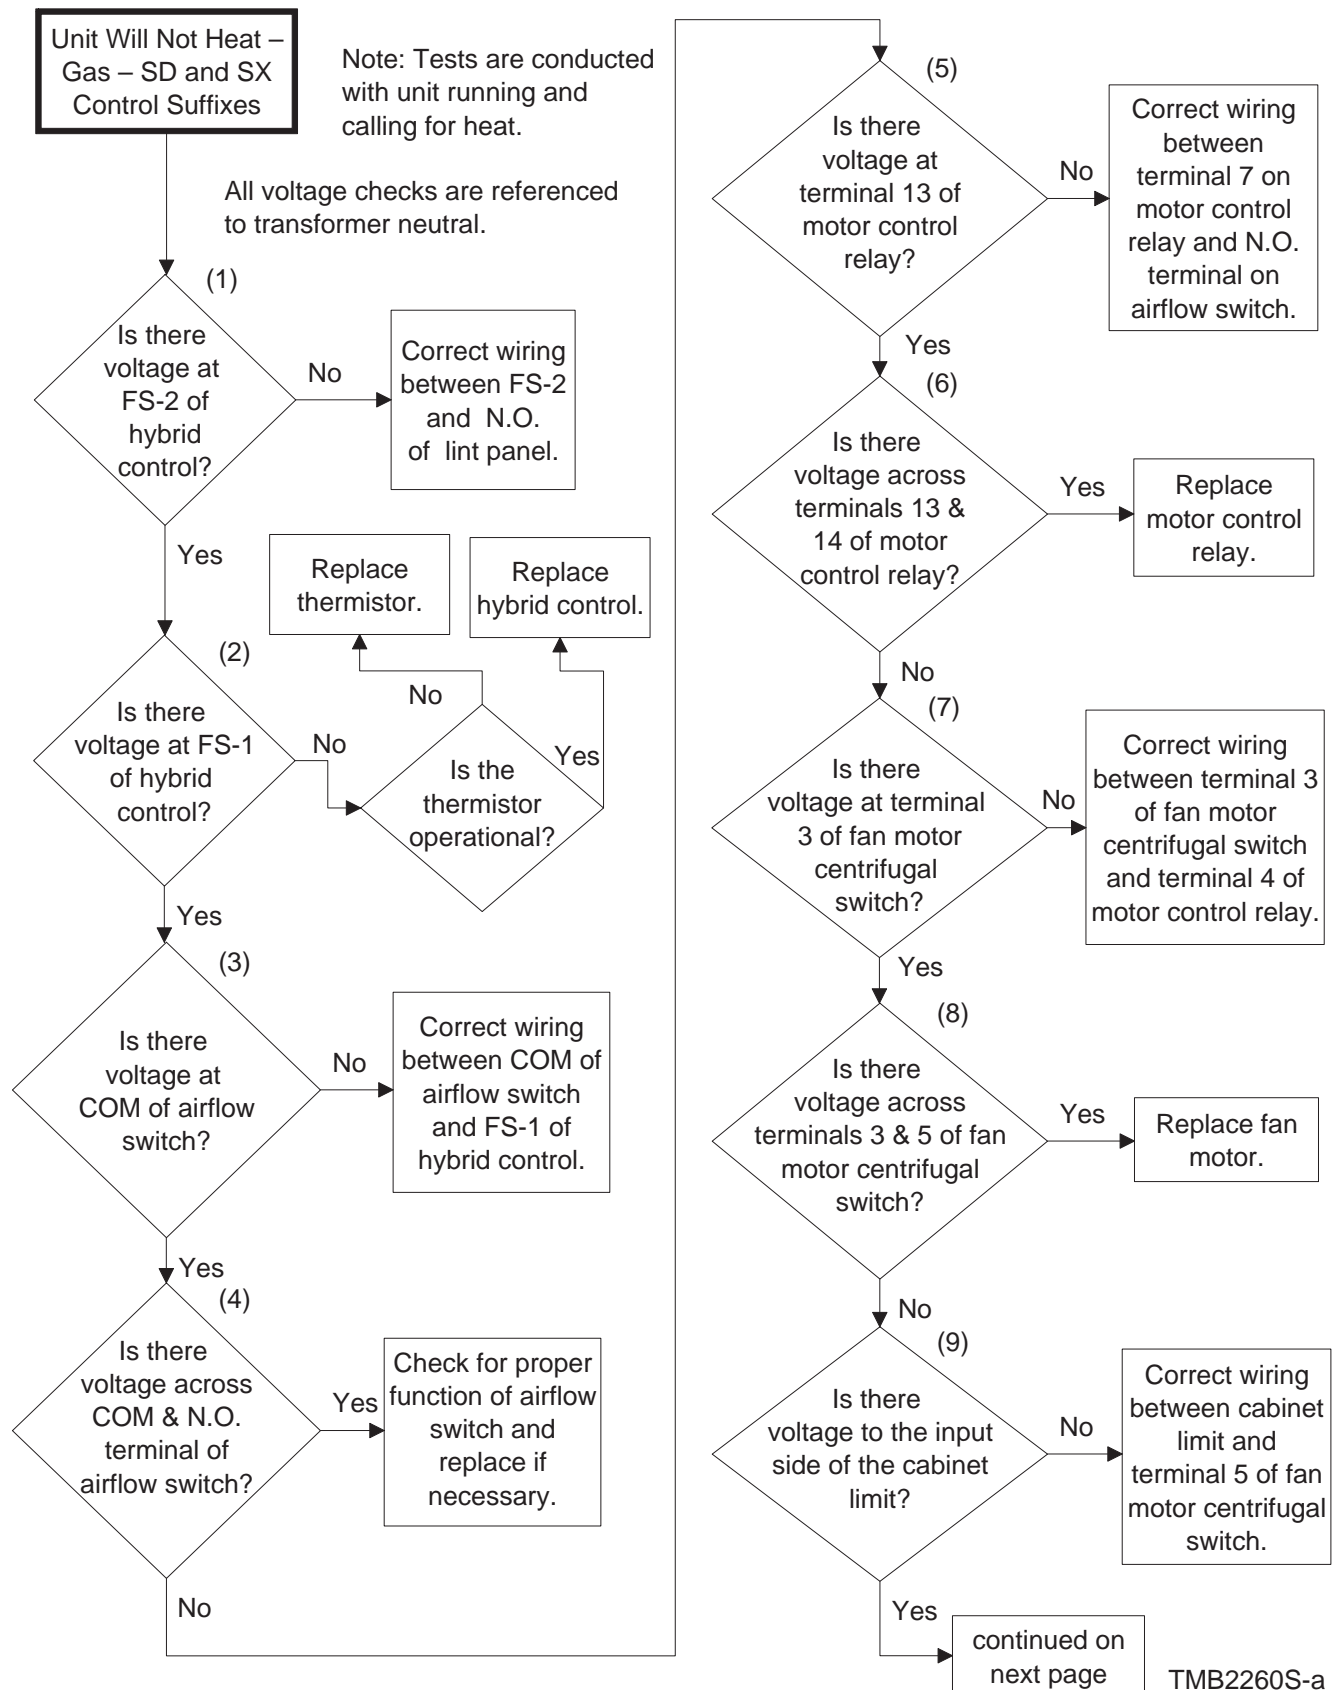 Unit Will Not Heat –
Gas – SD and SX
Control Suffixes
Note: Tests are conducted
with unit running and
calling for heat.
All voltage checks are referenced
to transformer neutral.
(1)
Is there
voltage at
FS-2 of
hybrid
control?
No
Correct wiring
between FS-2
and N.O.
of lint panel.
Yes
(2)
Is there
voltage at FS-1
of hybrid
control?
No
Is the
thermistor
operational?
No
Replace
thermistor.
Yes
Replace
hybrid control.
Yes
(3)
Is there
voltage at
COM of airflow
switch?
No
Correct wiring
between COM of
airflow switch
and FS-1 of
hybrid control.
Yes
(4)
Is there
voltage across
COM & N.O.
terminal of
airflow switch?
Yes
Check for proper
function of airflow
switch and
replace if
necessary.
No
(5)
Is there
voltage at
terminal 13 of
motor control
relay?
No
Correct wiring
between
terminal 7 on
motor control
relay and N.O.
terminal on
airflow switch.
Yes
(6)
Is there
voltage across
terminals 13 &
14 of motor
control relay?
Yes
Replace
motor control
relay.
No
(7)
Is there
voltage at terminal
3 of fan motor
centrifugal
switch?
No
Correct wiring
between terminal 3
of fan motor
centrifugal switch
and terminal 4 of
motor control relay.
Yes
(8)
Is there
voltage across
terminals 3 & 5 of fan
motor centrifugal
switch?
Yes
Replace fan
motor.
No
(9)
Is there
voltage to the input
side of the cabinet
limit?
No
Correct wiring
between cabinet
limit and
terminal 5 of fan
motor centrifugal
switch.
Yes
continued on
next page
TMB2260S-a